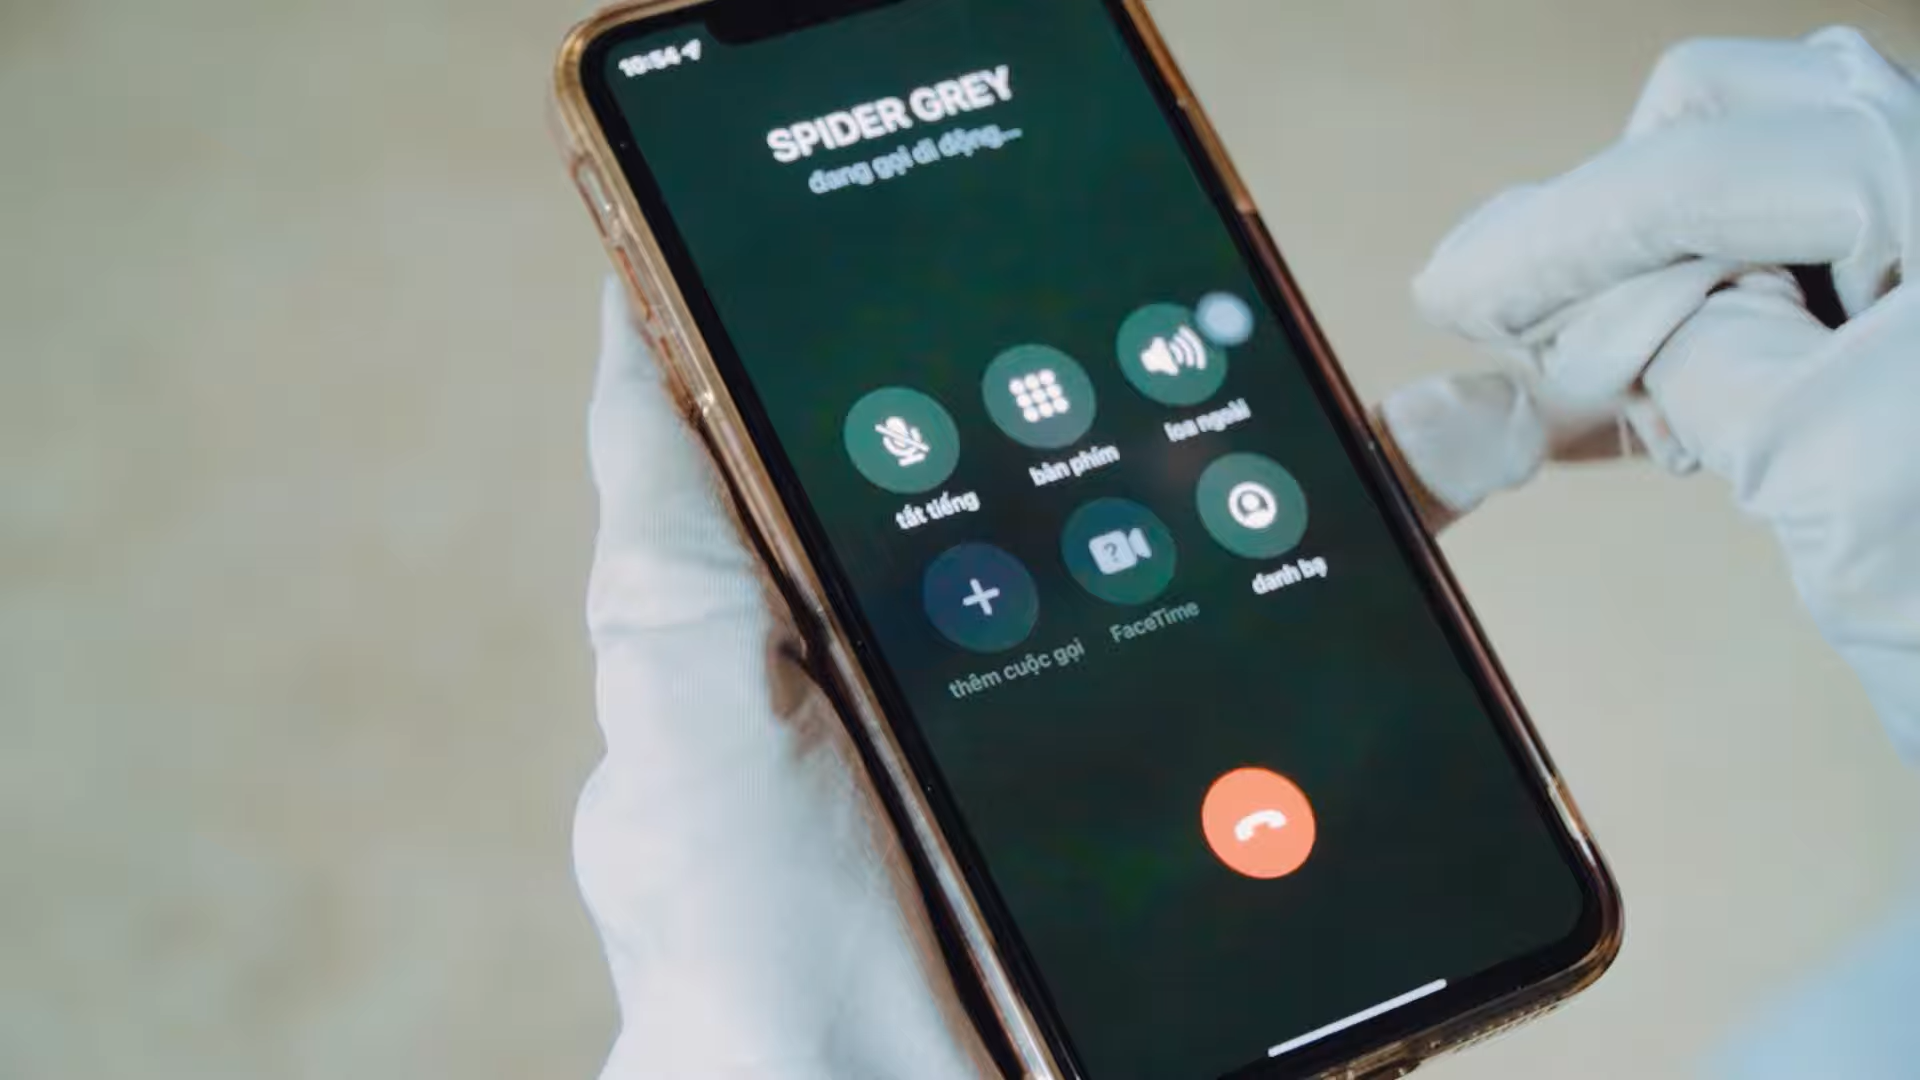 10:54
SPIDER GREY
đang gọi di động...
tắt tiếng
bàn phím
loa ngoài
thêm cuộc gọi
FaceTime
danh bạ